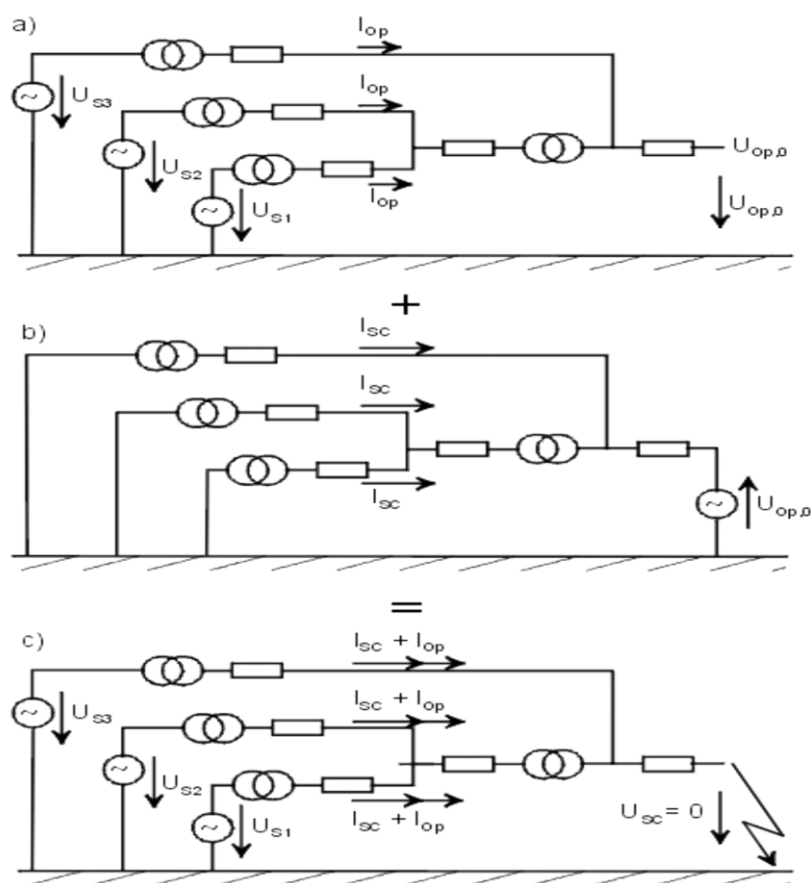 a)
I_op
U_S3
I_op
U_S2
I_op
U_S1
U_op,0
U_op,0
+
b)
I_sc
I_sc
I_sc
U_op,0
=
c)
I_sc + I_op
U_S3
I_sc + I_op
U_S2
I_sc + I_op
U_S1
U_sc = 0